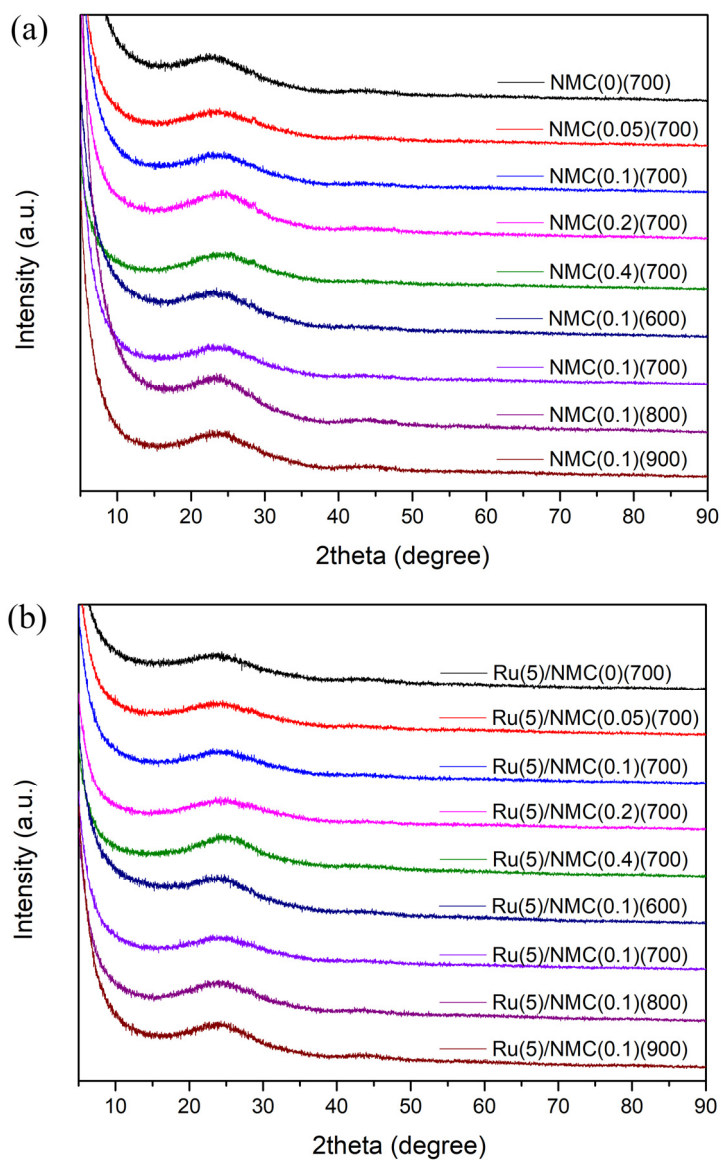 (a)
NMC(0)(700)
NMC(0.05)(700)
NMC(0.1)(700)
NMC(0.2)(700)
NMC(0.4)(700)
NMC(0.1)(600)
NMC(0.1)(700)
NMC(0.1)(800)
NMC(0.1)(900)
Intensity (a.u.)
10 20 30 40 50 60 70 80 90
2theta (degree)
(b)
Ru(5)/NMC(0)(700)
Ru(5)/NMC(0.05)(700)
Ru(5)/NMC(0.1)(700)
Ru(5)/NMC(0.2)(700)
Ru(5)/NMC(0.4)(700)
Ru(5)/NMC(0.1)(600)
Ru(5)/NMC(0.1)(700)
Ru(5)/NMC(0.1)(800)
Ru(5)/NMC(0.1)(900)
Intensity (a.u.)
10 20 30 40 50 60 70 80 90
2theta (degree)